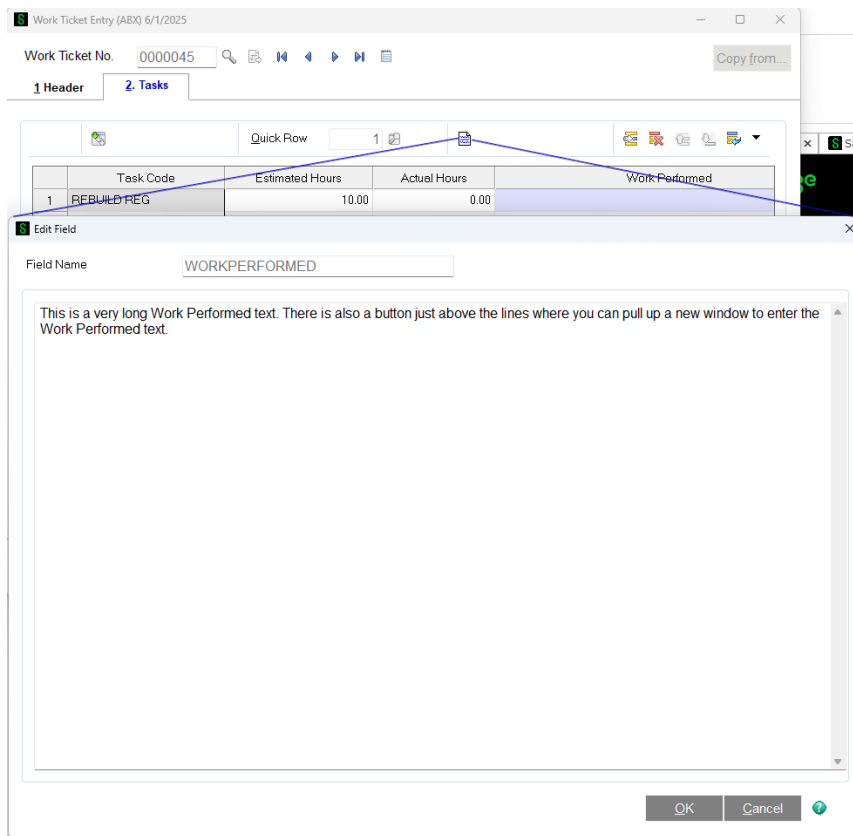 Work Ticket Entry (ABX) 6/1/2025
Work Ticket No. 0000045 Copy from...
1 Header 2. Tasks
Quick Row 1
Task Code Estimated Hours Actual Hours Work Performed
1 REBUILD REG 10.00 0.00
Edit Field
Field Name WORKPERFORMED
This is a very long Work Performed text. There is also a button just above the lines where you can pull up a new window to enter the
Work Performed text.
OK Cancel